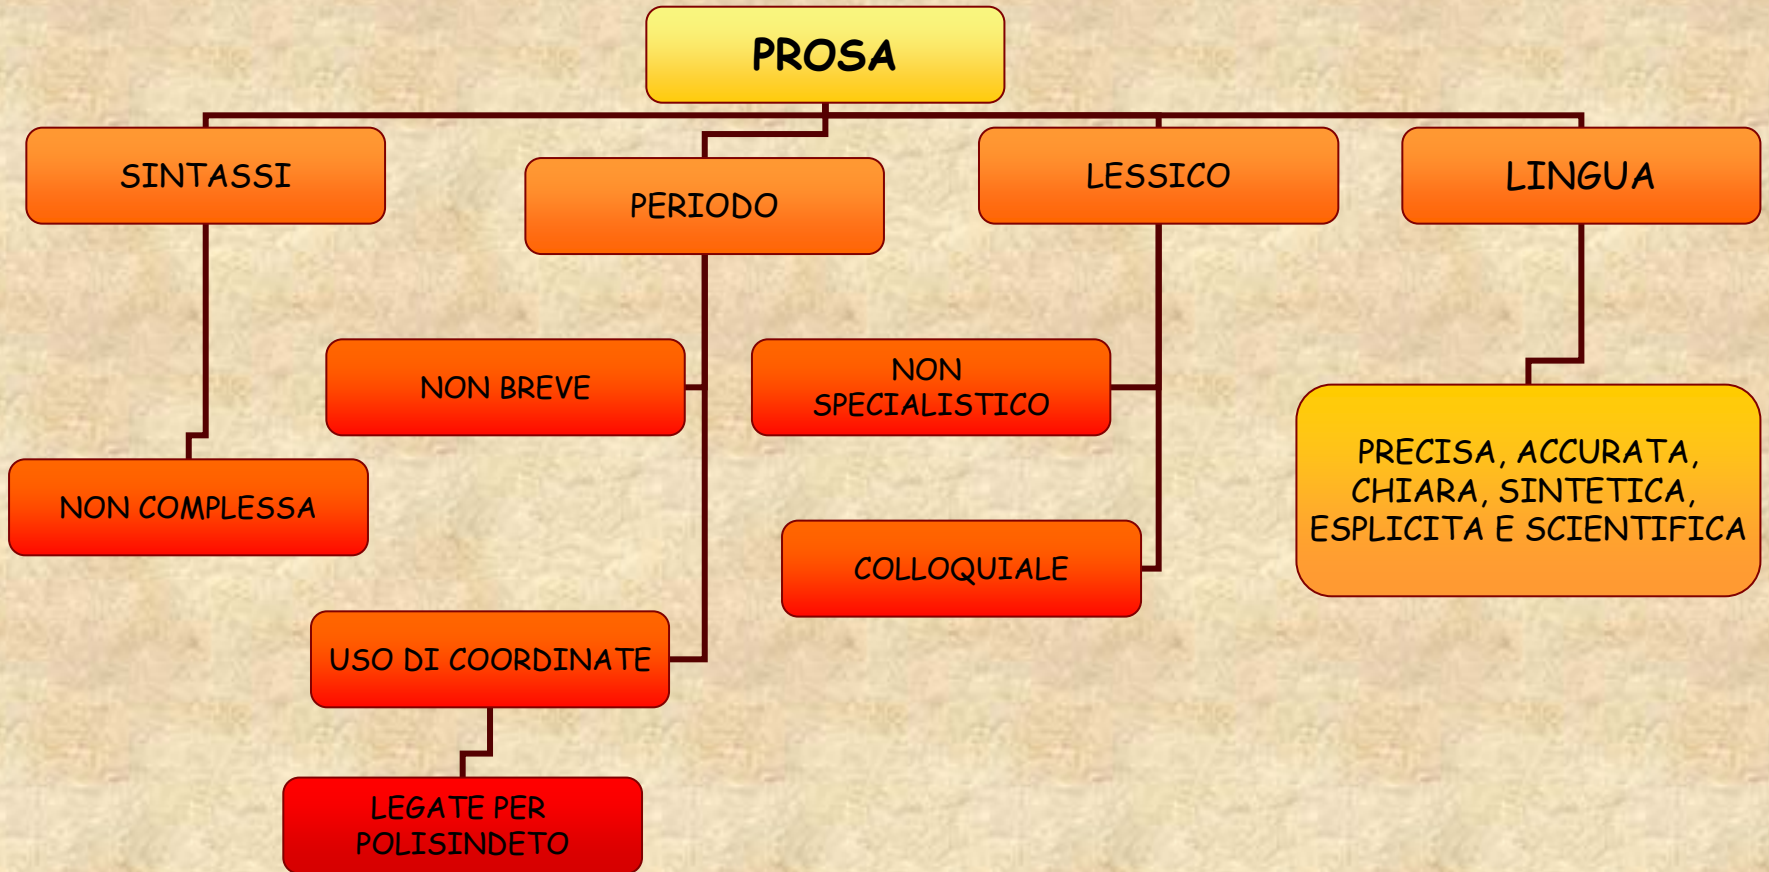 PROSA
SINTASSI
PERIODO
LESSICO
LINGUA
NON BREVE
NON
SPECIALISTICO
NON COMPLESSA
PRECISA, ACCURATA,
CHIARA, SINTETICA,
ESPLICITA E SCIENTIFICA
COLLOQUIALE
USO DI COORDINATE
LEGATE PER
POLISINDETO